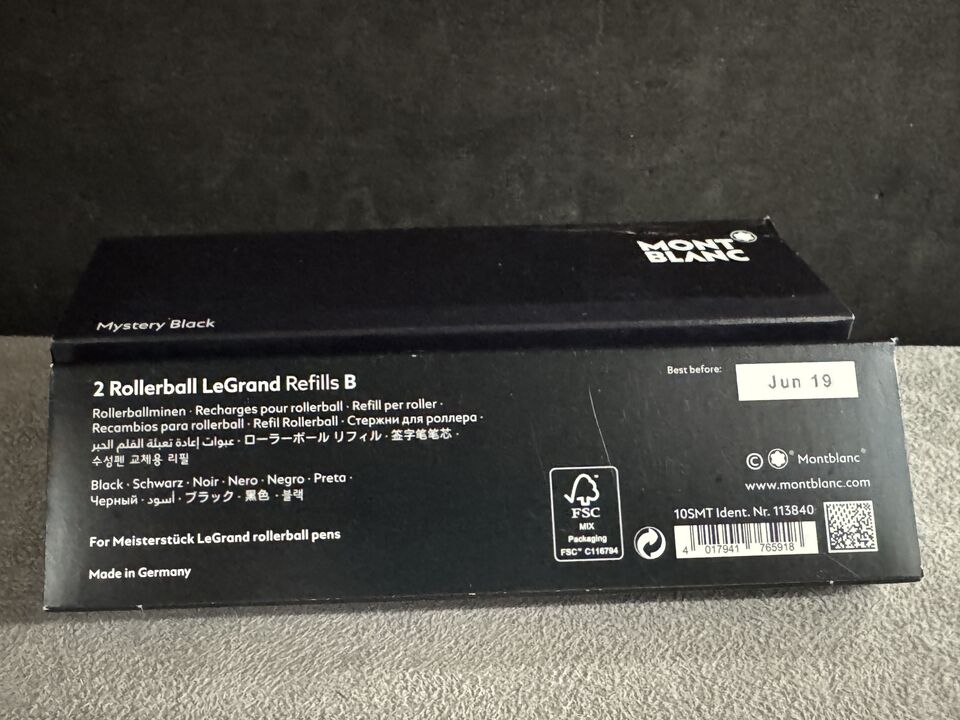 MONT
BLANC
Mystery Black
2 Rollerball LeGrand Refills B
Rollerballminen · Recharges pour rollerball · Refill per roller ·
Recambios para rollerball · Refil Rollerball · Стержни для роллера ·
عبوات إعادة تعبئة القلم الحبر · ローラーボール リフィル · 签字笔笔芯 ·
수성펜 교체용 리필
Black · Schwarz · Noir · Nero · Negro · Preta ·
Черный · أسود · ブラック · 黑色 · 블랙
For Meisterstück LeGrand rollerball pens
Made in Germany
Best before:
Jun 19
© ® Montblanc®
www.montblanc.com
10SMT Ident. Nr. 113840
4 017941 765918
FSC
MIX
Packaging
FSC™ C116794